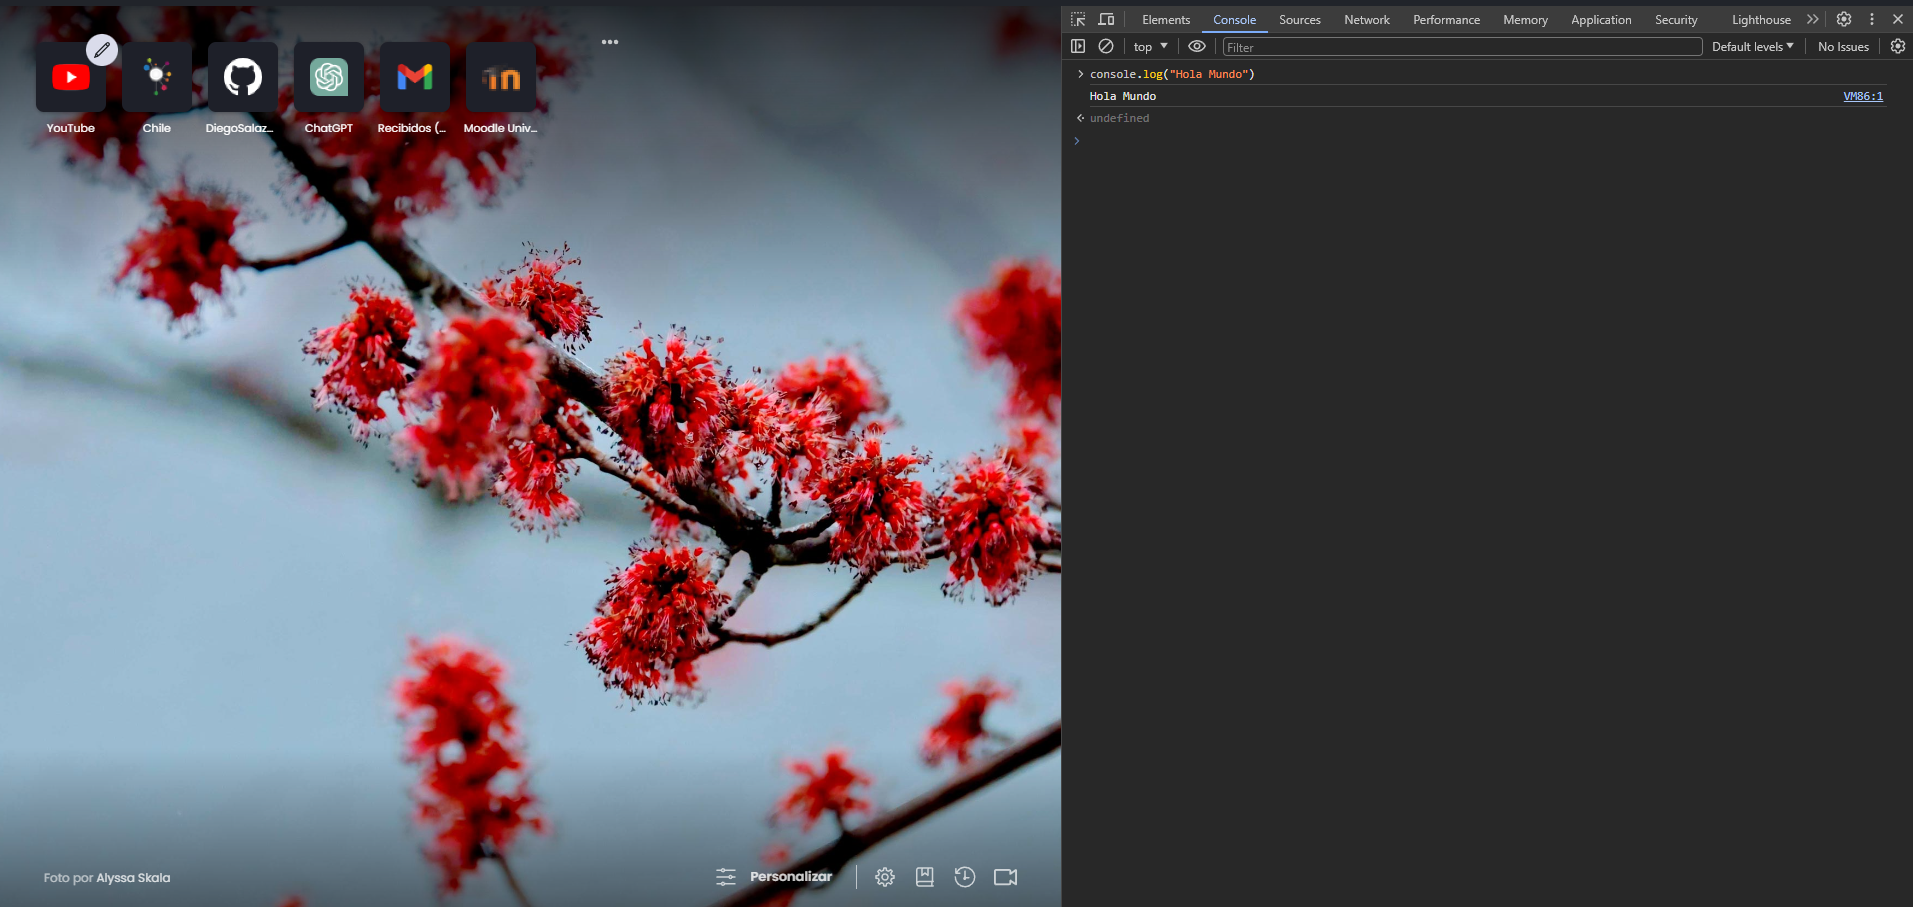 YouTube
Chile
DiegoSalaz...
ChatGPT
Recibidos (...
Moodle Univ...
Foto por Alyssa Skala
Personalizar
Elements Console Sources Network Performance Memory Application Security Lighthouse
top Filter Default levels No Issues
console.log("Hola Mundo")
Hola Mundo VM86:1
undefined